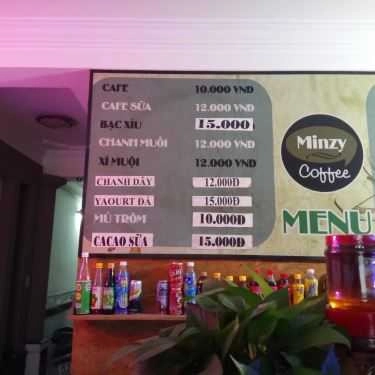 CAFE 10.000 VND
CAFE SỮA 12.000 VND
BẠC XỈU 15.000
CHANH MUỐI 12.000 VND
XÍ MUỘI 12.000 VND
CHANH DÂY 12.000Đ
YAOURT ĐÁ 15.000Đ
MỦ TRÔM 10.000Đ
CACAO SỮA 15.000Đ
Minzy
Coffee
MENU